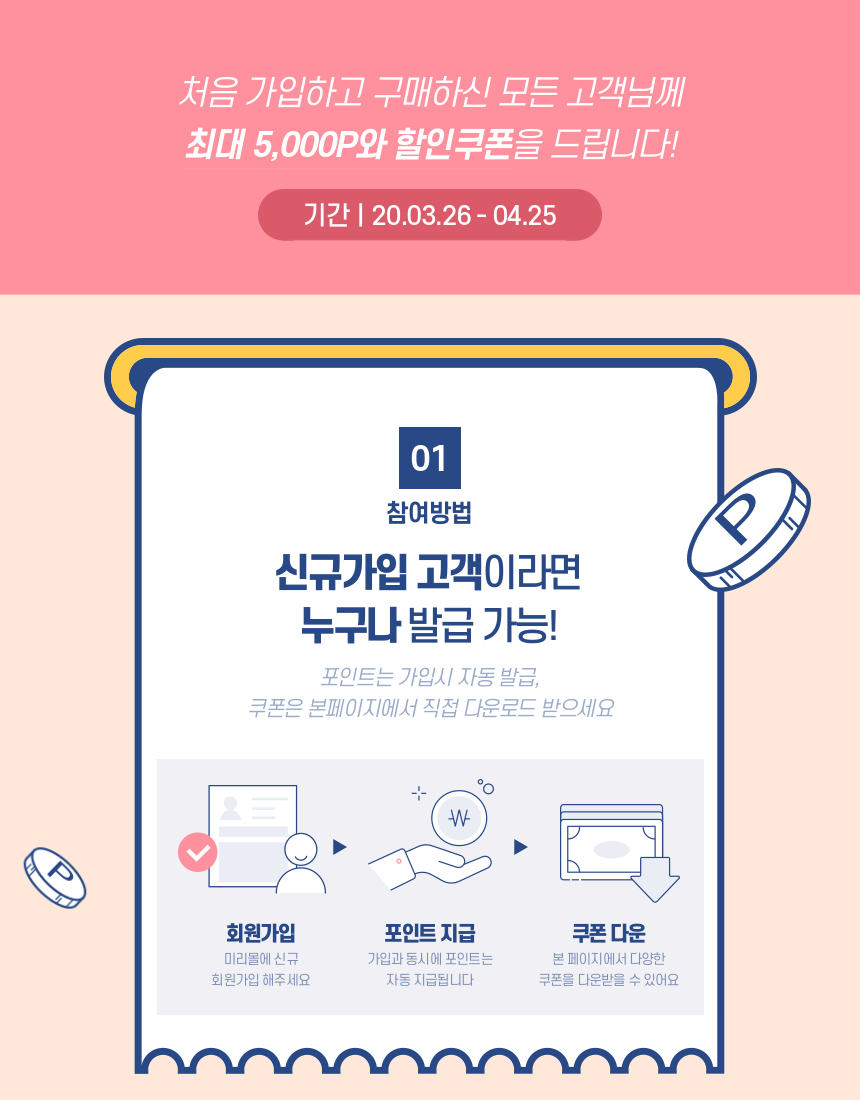 처음 가입하고 구매하신 모든 고객님께
최대 5,000P와 할인쿠폰을 드립니다!
기간 | 20.03.26 - 04.25
01
참여방법
P
신규가입 고객이라면
누구나 발급 가능!
포인트는 가입시 자동 발급,
쿠폰은 본페이지에서 직접 다운로드 받으세요
₩
P
회원가입
미리몰에 신규
회원가입 해주세요
포인트 지급
가입과 동시에 포인트는
자동 지급됩니다
쿠폰 다운
본 페이지에서 다양한
쿠폰을 다운받을 수 있어요